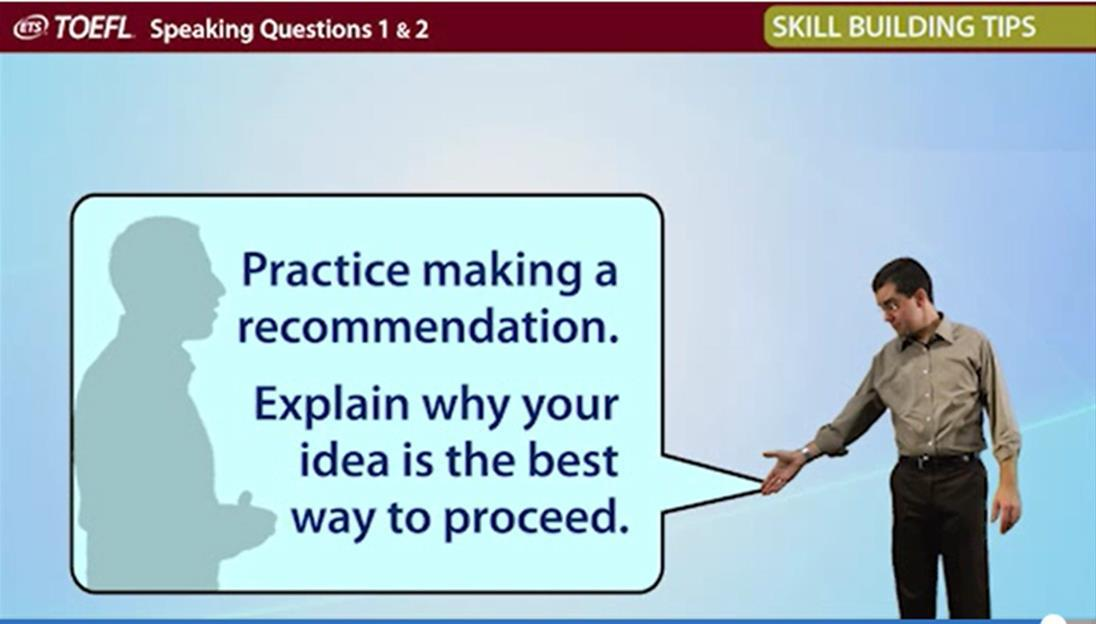 ETS TOEFL Speaking Questions 1 & 2
SKILL BUILDING TIPS
Practice making a
recommendation.
Explain why your
idea is the best
way to proceed.